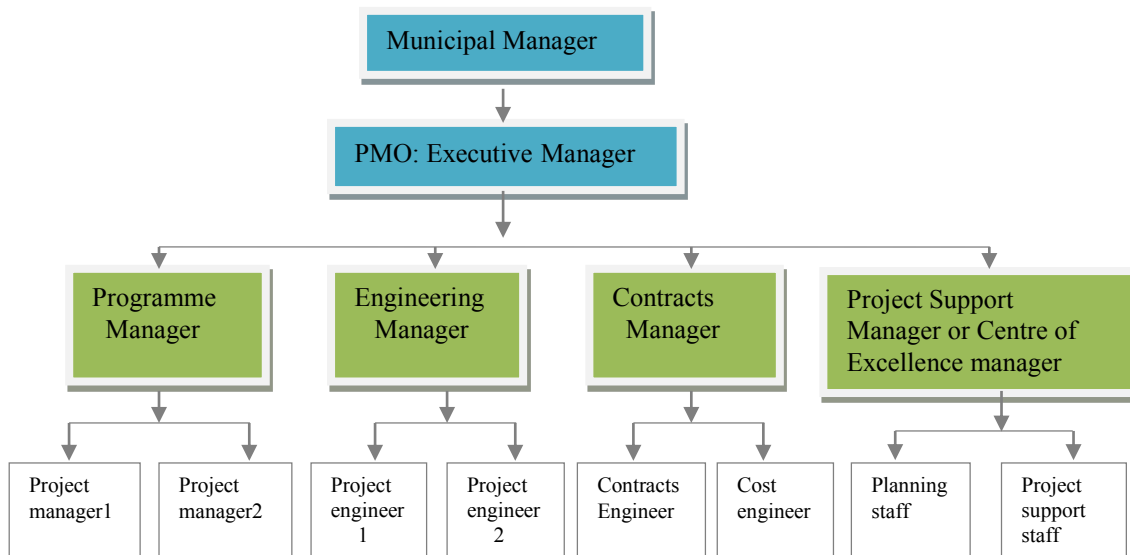 Municipal Manager
PMO: Executive Manager
Programme
Manager
Engineering
Manager
Contracts
Manager
Project Support
Manager or Centre of
Excellence manager
Project
manager1
Project
manager2
Project
engineer
1
Project
engineer
2
Contracts
Engineer
Cost
engineer
Planning
staff
Project
support
staff